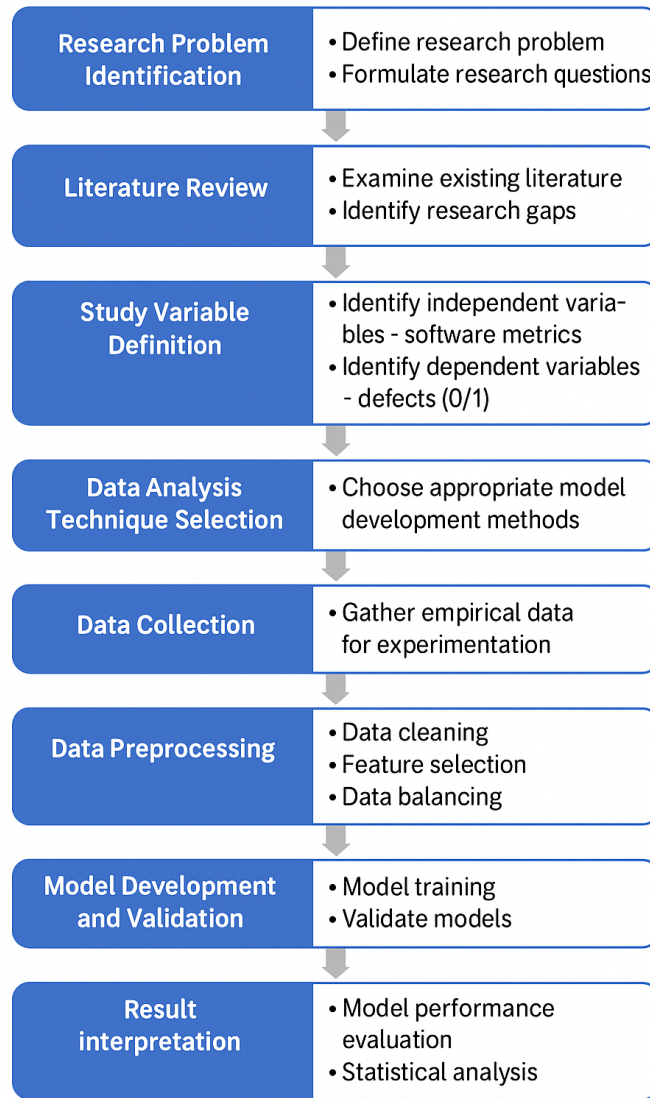 Research Problem
Identification
• Define research problem
• Formulate research questions
Literature Review
• Examine existing literature
• Identify research gaps
Study Variable
Definition
• Identify independent varia-
bles - software metrics
• Identify dependent variables
- defects (0/1)
Data Analysis
Technique Selection
• Choose appropriate model
development methods
Data Collection
• Gather empirical data
for experimentation
Data Preprocessing
• Data cleaning
• Feature selection
• Data balancing
Model Development
and Validation
• Model training
• Validate models
Result
interpretation
• Model performance
evaluation
• Statistical analysis